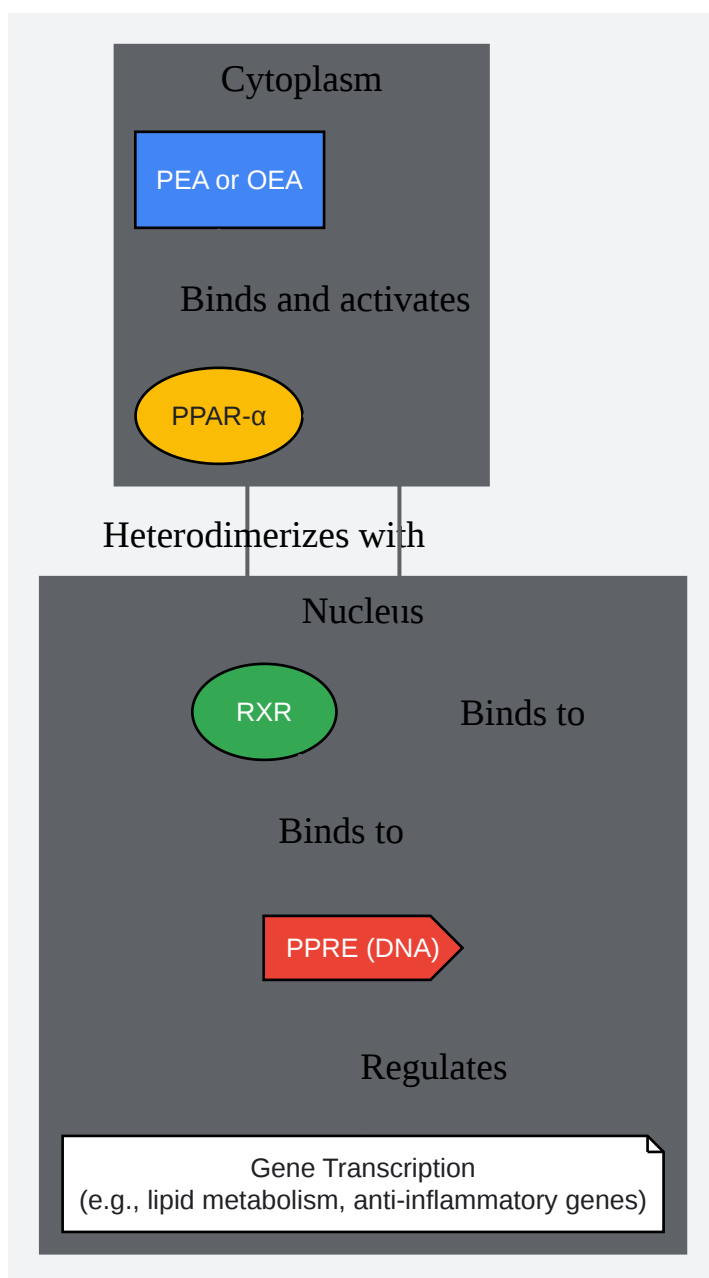 Cytoplasm
PEA or OEA
Binds and activates
PPAR-α
Heterodimerizes with
Nucleus
RXR
Binds to
Binds to
PPRE (DNA)
Regulates
Gene Transcription
(e.g., lipid metabolism, anti-inflammatory genes)